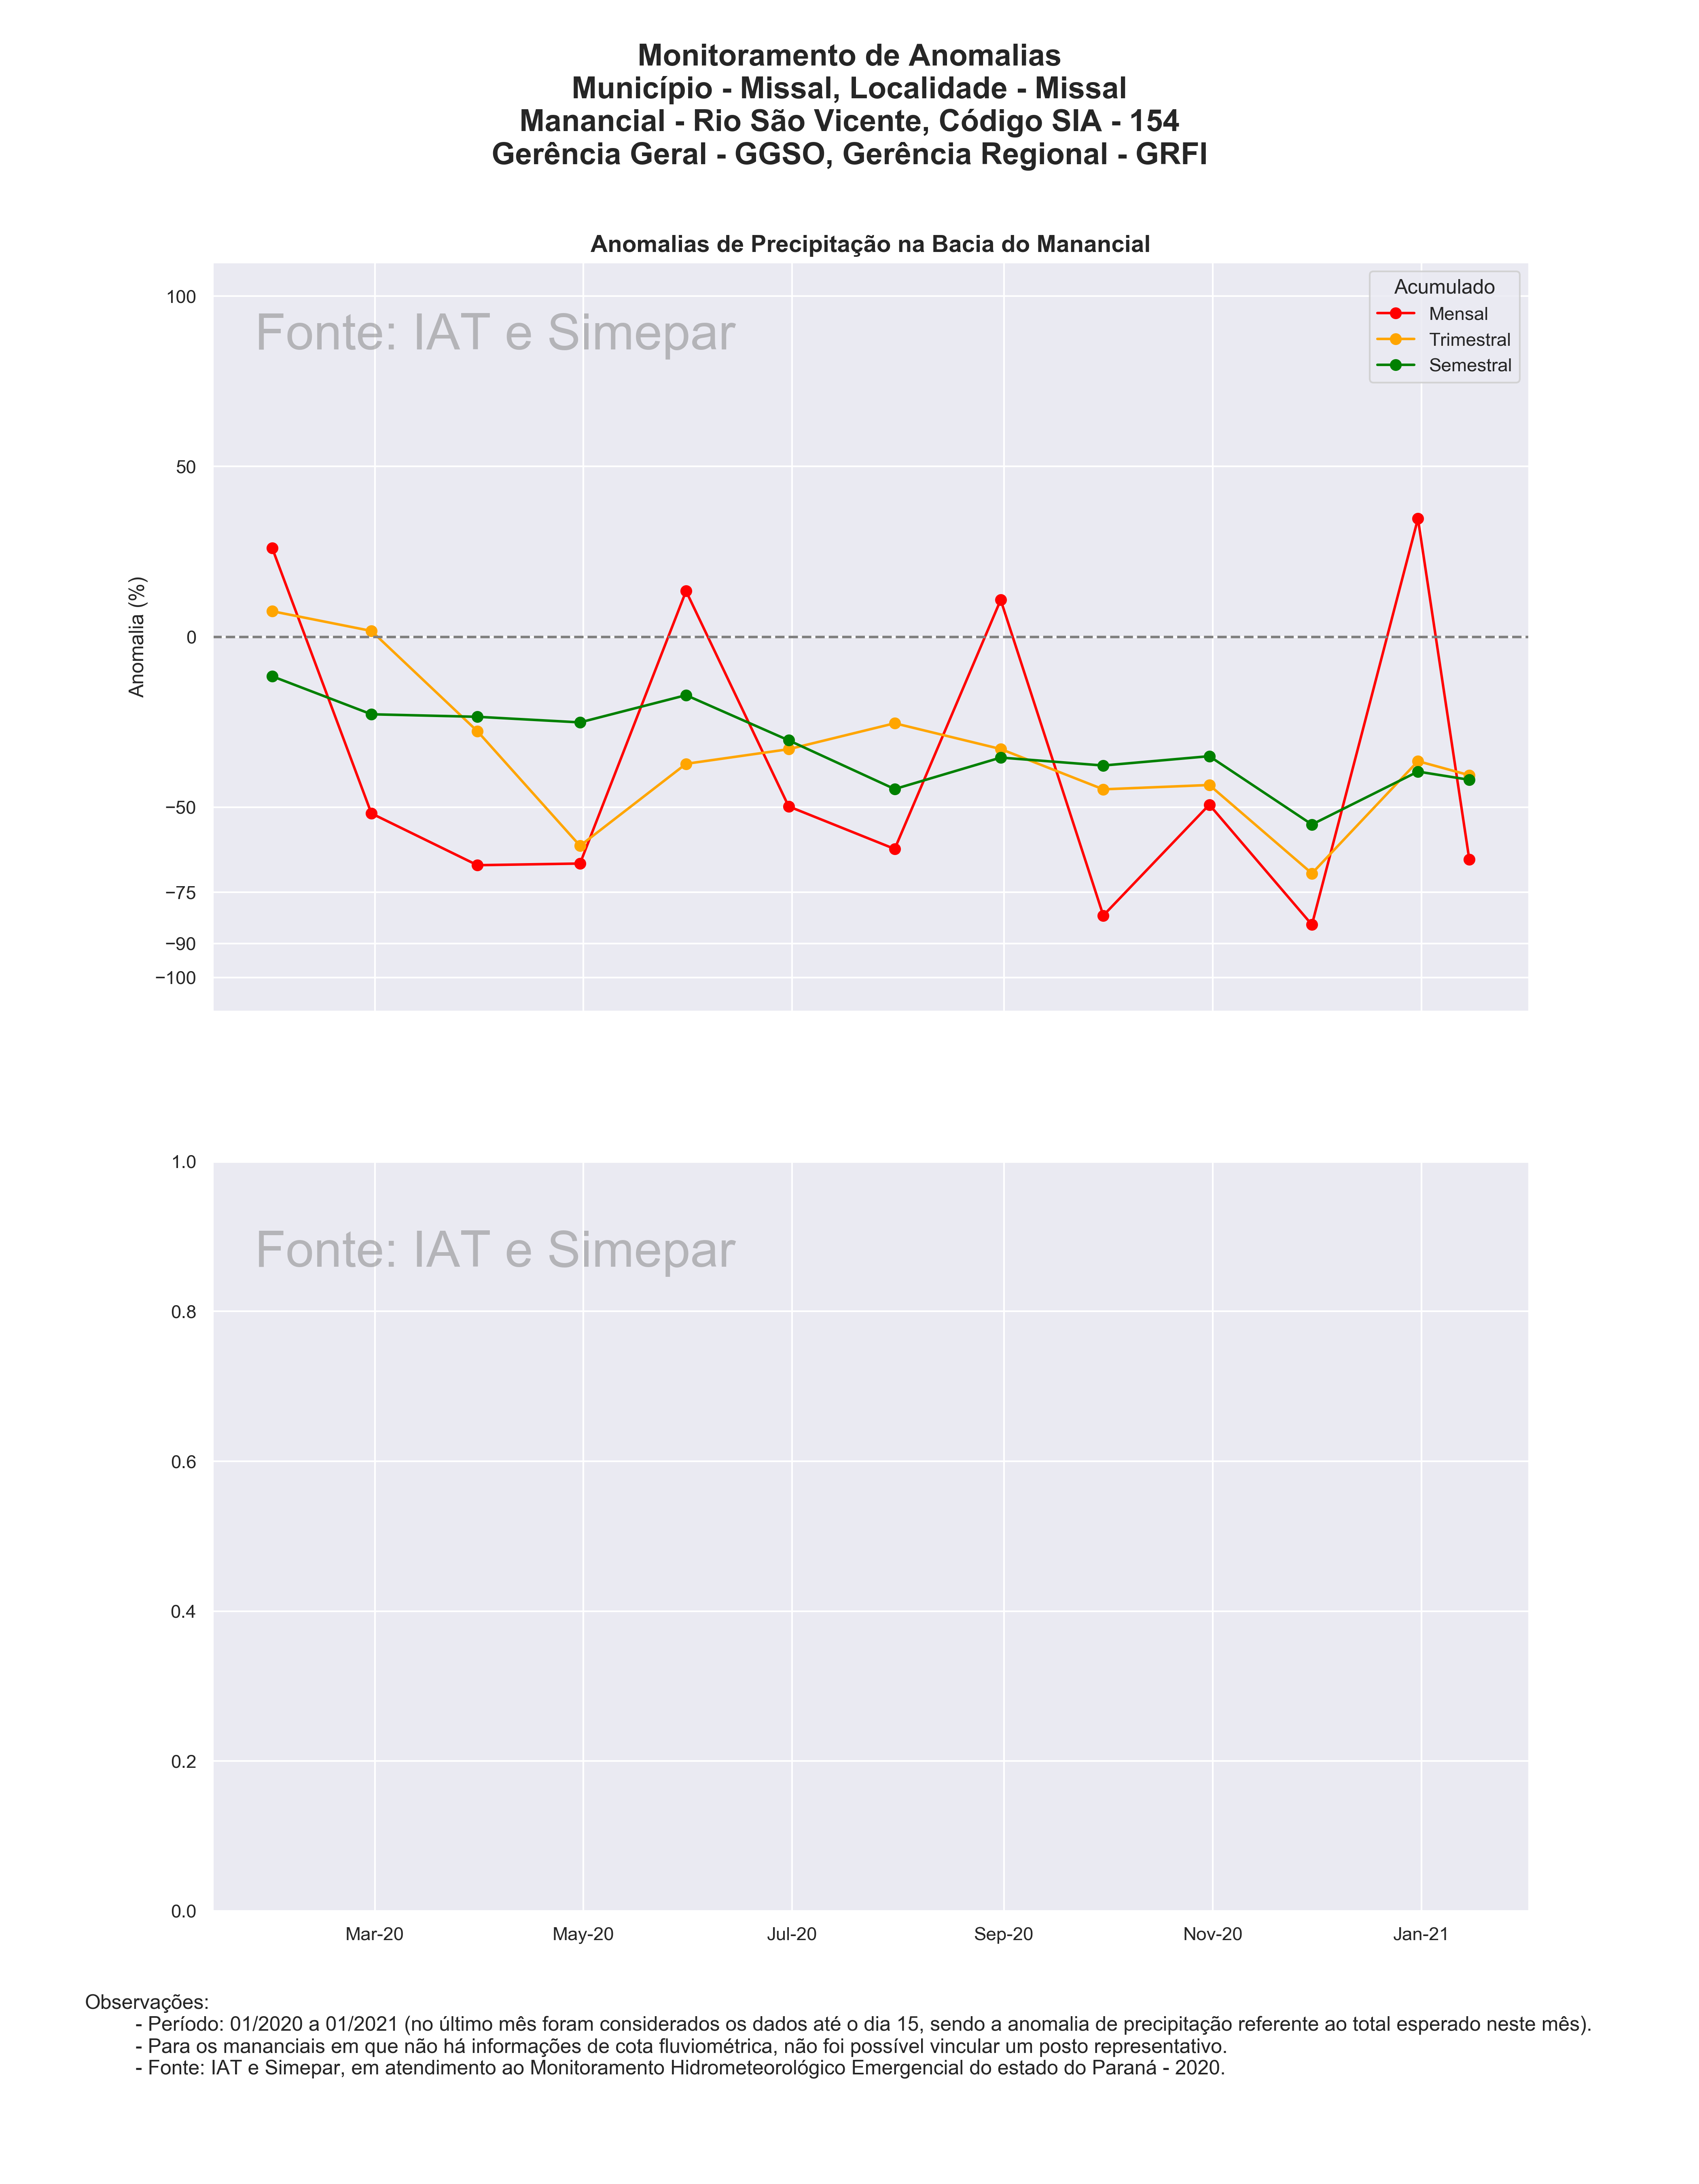 Monitoramento de Anomalias
Município - Missal, Localidade - Missal
Manancial - Rio São Vicente, Código SIA - 154
Gerência Geral - GGSO, Gerência Regional - GRFI
Anomalias de Precipitação na Bacia do Manancial
Fonte: IAT e Simepar
Acumulado
Mensal
Trimestral
Semestral
Anomalia (%)
100
50
0
−50
−75
−90
−100
Fonte: IAT e Simepar
1.0
0.8
0.6
0.4
0.2
0.0
Mar-20 May-20 Jul-20 Sep-20 Nov-20 Jan-21
Observações:
- Período: 01/2020 a 01/2021 (no último mês foram considerados os dados até o dia 15, sendo a anomalia de precipitação referente ao total esperado neste mês).
- Para os mananciais em que não há informações de cota fluviométrica, não foi possível vincular um posto representativo.
- Fonte: IAT e Simepar, em atendimento ao Monitoramento Hidrometeorológico Emergencial do estado do Paraná - 2020.